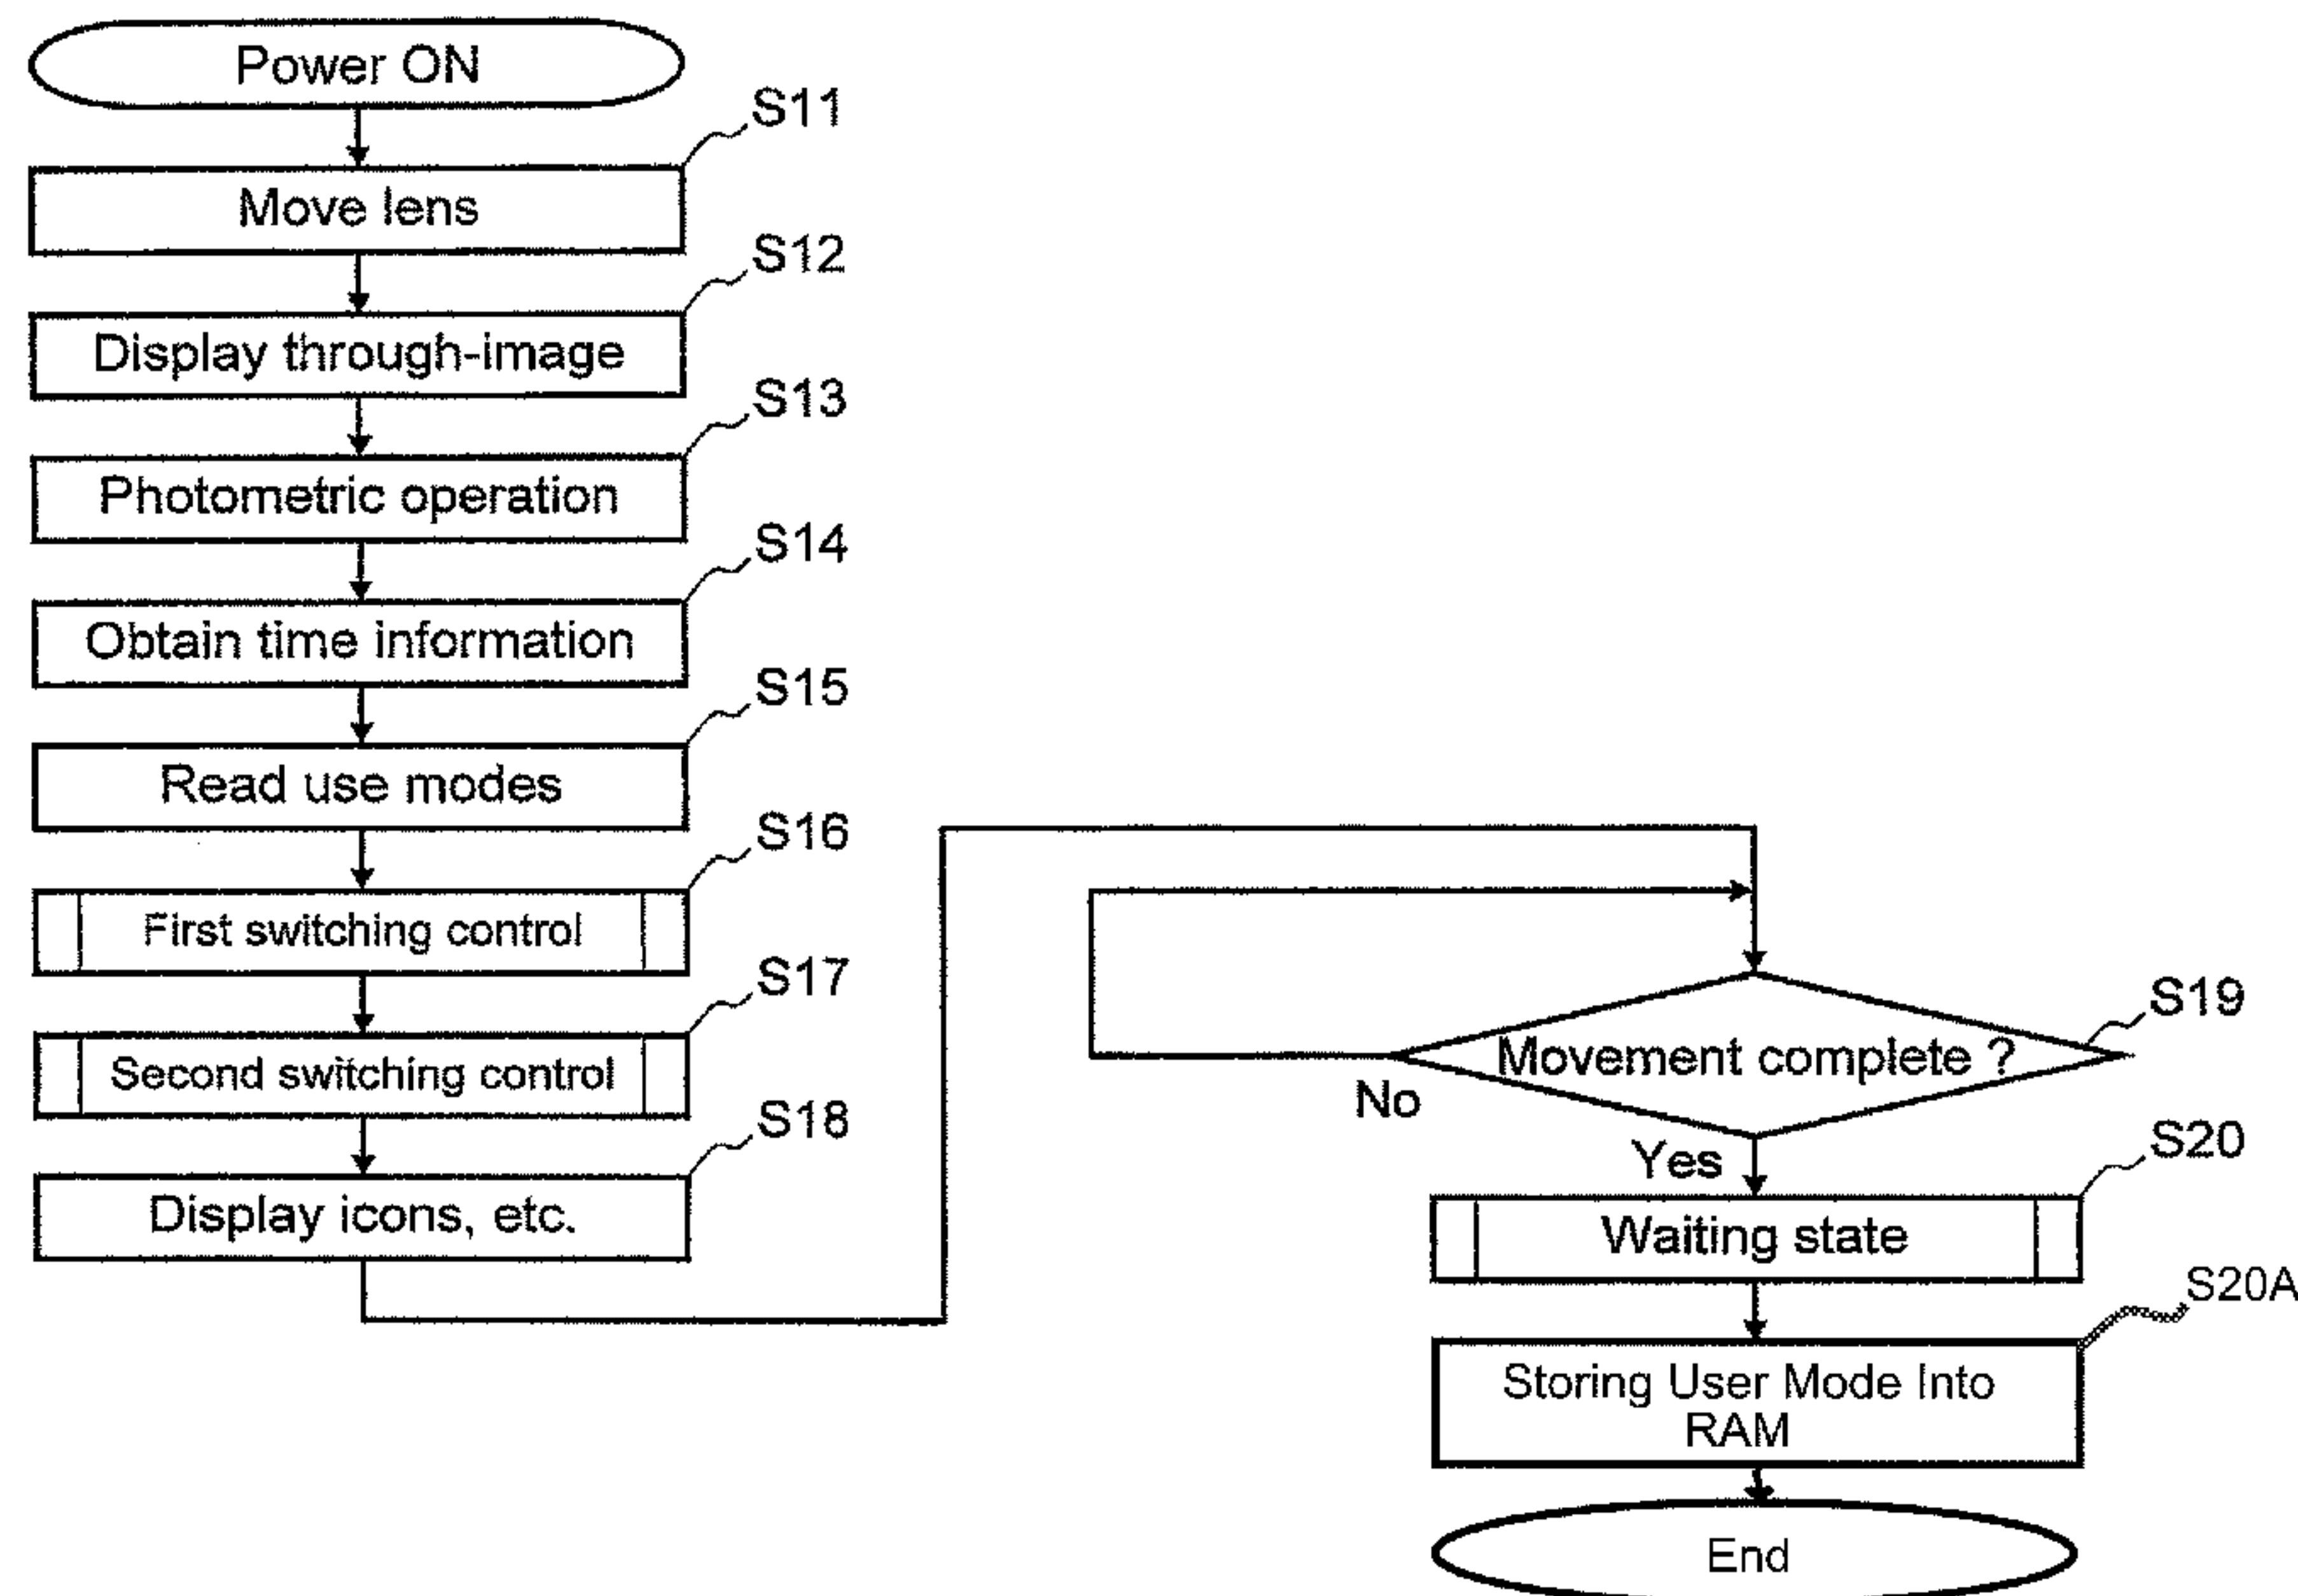 Power ON
S11
Move lens
S12
Display through-image
S13
Photometric operation
S14
Obtain time information
S15
Read use modes
S16
First switching control
S17
Second switching control
S18
Display icons, etc.
S19
Movement complete ?
No
Yes
S20
Waiting state
S20A
Storing User Mode Into
RAM
End